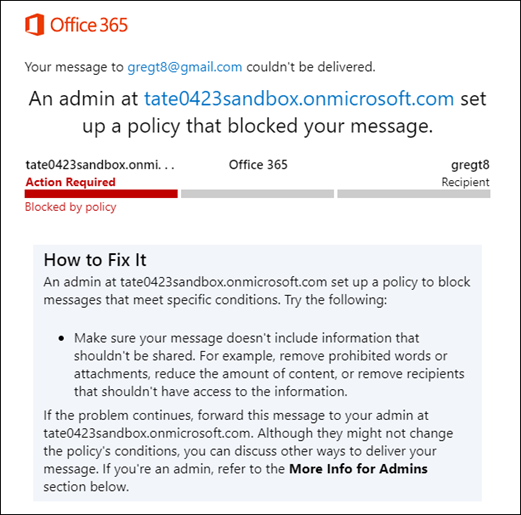 Office 365
Your message to gregt8@gmail.com couldn't be delivered.
An admin at tate0423sandbox.onmicrosoft.com set
up a policy that blocked your message.
tate0423sandbox.onmi. . . Office 365 gregt8
Action Required Recipient
Blocked by policy
How to Fix It
An admin at tate0423sandbox.onmicrosoft.com set up a policy to block
messages that meet specific conditions. Try the following:
• Make sure your message doesn't include information that
shouldn't be shared. For example, remove prohibited words or
attachments, reduce the amount of content, or remove recipients
that shouldn't have access to the information.
If the problem continues, forward this message to your admin at
tate0423sandbox.onmicrosoft.com. Although they might not change
the policy's conditions, you can discuss other ways to deliver your
message. If you're an admin, refer to the More Info for Admins
section below.